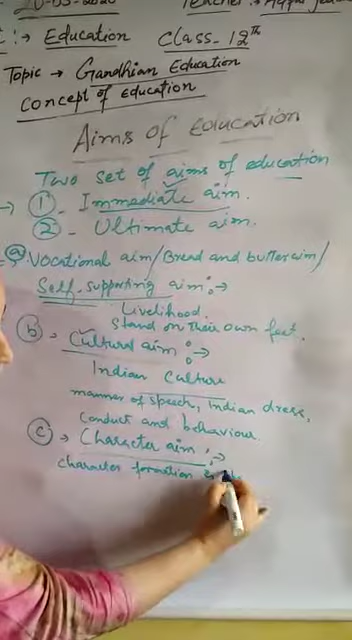 Teacher:→
:→ Education Class-12th
Topic → Gandhian Education
Concept of education
Aims of Education
Two set of aims of education
→ ① - Immediate aim.
② - Ultimate aim.
ⓐ Vocational aim/Bread and butter aim/
Self-supporting aim:→
Livelihood.
Stand on their own feet.
ⓑ → Cultural aim:→
Indian Culture
manner of speech, Indian dress,
conduct and behaviour.
ⓒ → Character aim:→
character formation